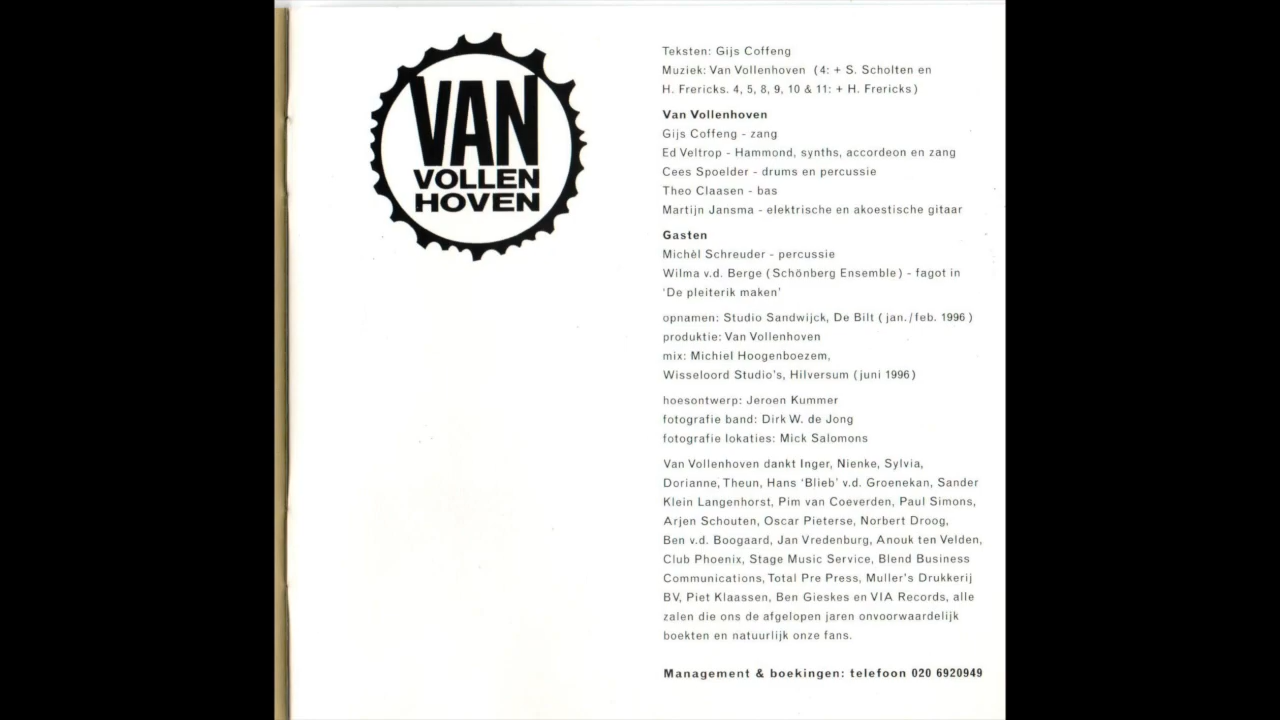 VAN
VOLLEN
HOVEN
Teksten: Gijs Coffeng
Muziek: Van Vollenhoven (4: + S. Scholten en
H. Frericks. 4, 5, 8, 9, 10 & 11: + H. Frericks)
Van Vollenhoven
Gijs Coffeng - zang
Ed Veltrop - Hammond, synths, accordeon en zang
Cees Spoelder - drums en percussie
Theo Claasen - bas
Martijn Jansma - elektrische en akoestische gitaar
Gasten
Michèl Schreuder - percussie
Wilma v.d. Berge (Schönberg Ensemble) - fagot in
‘De pleiterik maken’
opnamen: Studio Sandwijck, De Bilt (jan./feb. 1996)
produktie: Van Vollenhoven
mix: Michiel Hoogenboezem,
Wisseloord Studio's, Hilversum (juni 1996)
hoesontwerp: Jeroen Kummer
fotografie band: Dirk W. de Jong
fotografie lokaties: Mick Salomons
Van Vollenhoven dankt Inger, Nienke, Sylvia,
Dorianne, Theun, Hans ‘Blieb’ v.d. Groenekan, Sander
Klein Langenhorst, Pim van Coeverden, Paul Simons,
Arjen Schouten, Oscar Pieterse, Norbert Droog,
Ben v.d. Boogaard, Jan Vredenburg, Anouk ten Velden,
Club Phoenix, Stage Music Service, Blend Business
Communications, Total Pre Press, Muller's Drukkerij
BV, Piet Klaassen, Ben Gieskes en VIA Records, alle
zalen die ons de afgelopen jaren onvoorwaardelijk
boekten en natuurlijk onze fans.
Management & boekingen: telefoon 020 6920949